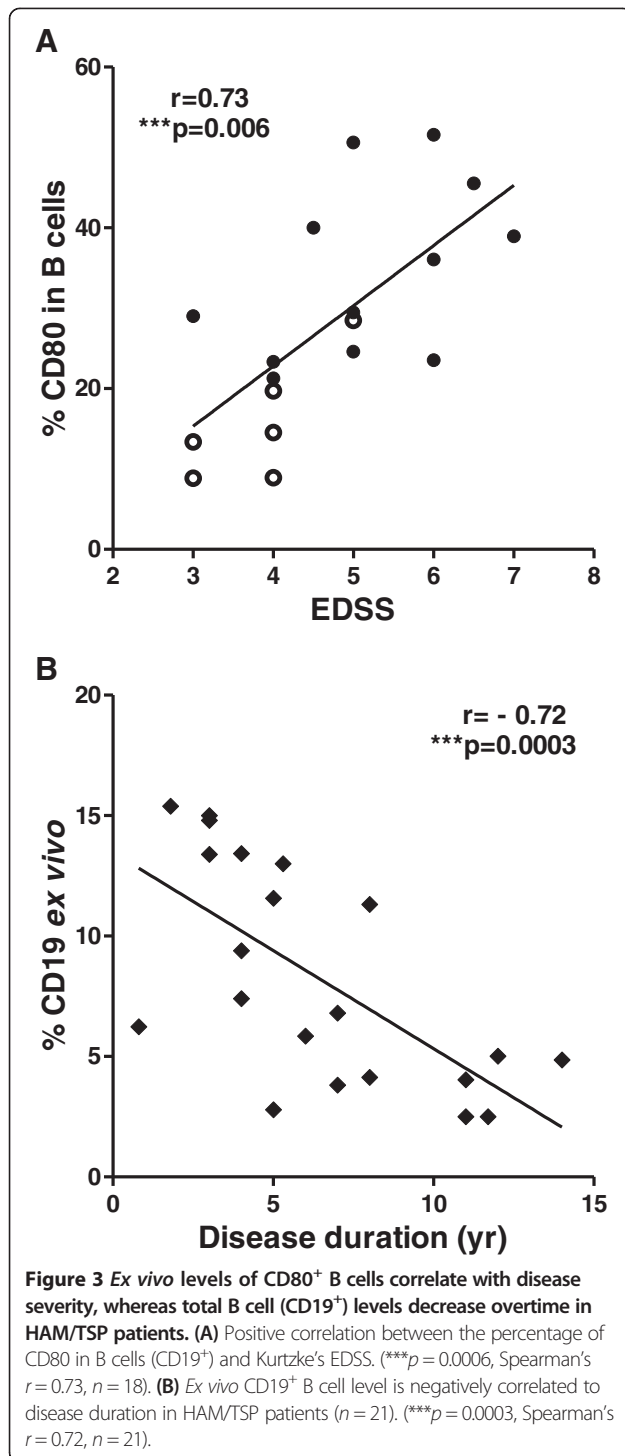 A
60
r=0.73
***p=0.006
40
20
0
% CD80 in B cells
2 3 4 5 6 7 8
EDSS
B
20
r= - 0.72
***p=0.0003
15
10
5
0
% CD19 ex vivo
0 5 10 15
Disease duration (yr)
Figure 3 Ex vivo levels of CD80+ B cells correlate with disease
severity, whereas total B cell (CD19+) levels decrease overtime in
HAM/TSP patients. (A) Positive correlation between the percentage of
CD80 in B cells (CD19+) and Kurtzke's EDSS. (***p = 0.0006, Spearman's
r = 0.73, n = 18). (B) Ex vivo CD19+ B cell level is negatively correlated to
disease duration in HAM/TSP patients (n = 21). (***p = 0.0003, Spearman's
r = 0.72, n = 21).